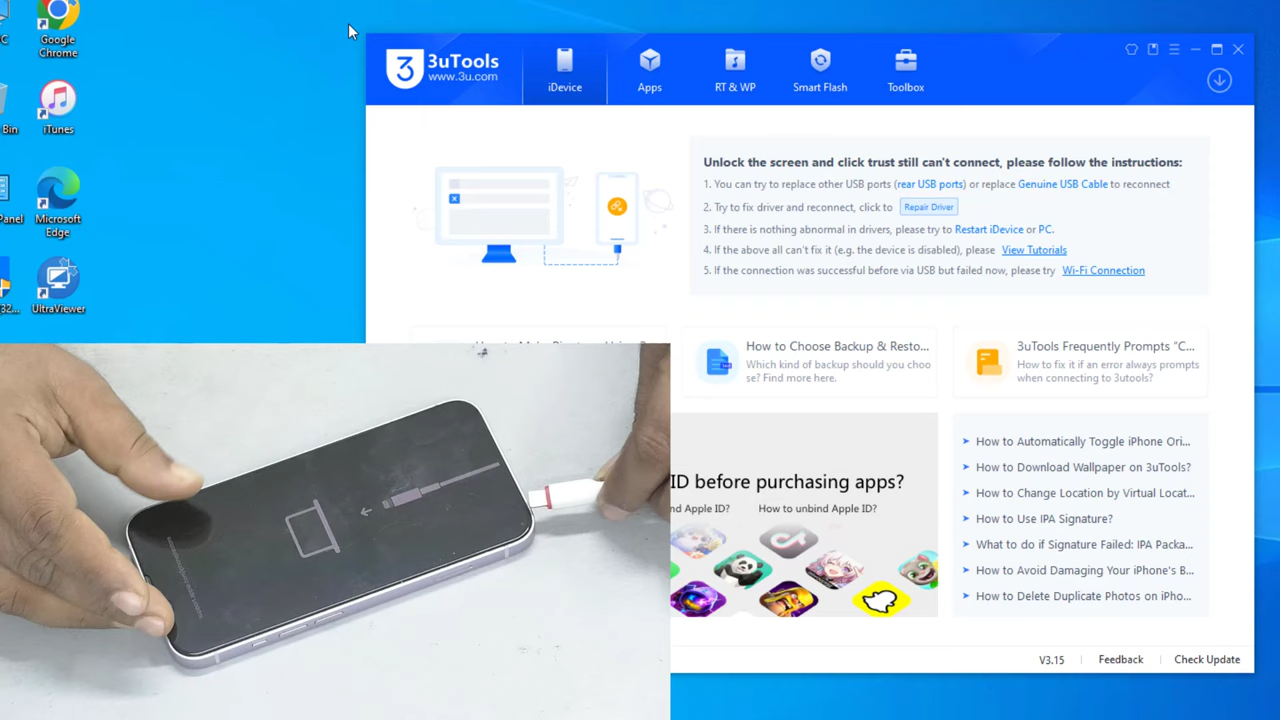 C
Google
Chrome
Bin
iTunes
Panel
Microsoft
Edge
32...
UltraViewer
3uTools
www.3u.com
iDevice
Apps
RT & WP
Smart Flash
Toolbox
Unlock the screen and click trust still can't connect, please follow the instructions:
1. You can try to replace other USB ports (rear USB ports) or replace Genuine USB Cable to reconnect
2. Try to fix driver and reconnect, click to Repair Driver
3. If there is nothing abnormal in drivers, please try to Restart iDevice or PC.
4. If the above all can't fix it (e.g. the device is disabled), please View Tutorials
5. If the connection was successful before via USB but failed now, please try Wi-Fi Connection
How to Choose Backup & Resto...
Which kind of backup should you choo
se? Find more here.
3uTools Frequently Prompts "C...
How to fix it if an error always prompts
when connecting to 3utools?
ID before purchasing apps?
nd Apple ID?
How to unbind Apple ID?
How to Automatically Toggle iPhone Ori...
How to Download Wallpaper on 3uTools?
How to Change Location by Virtual Locat...
How to Use IPA Signature?
What to do if Signature Failed: IPA Packa...
How to Avoid Damaging Your iPhone's B...
How to Delete Duplicate Photos on iPho...
V3.15
Feedback
Check Update